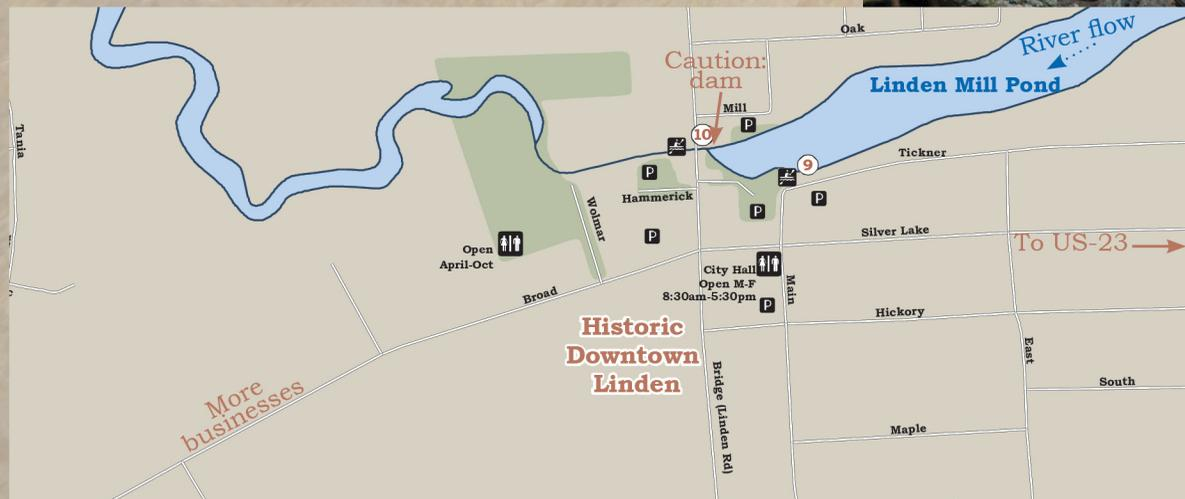 Oak
River flow
Caution:
dam
Linden Mill Pond
Mill
P
10
Tania
9
Tickner
P
Hammerick
P
P
Wolmar
P
Silver Lake
To US-23
Open
April-Oct
City Hall
Open M-F
8:30am-5:30pm
Main
P
Broad
Hickory
Historic
Downtown
Linden
East
Bridge (Linden Rd)
South
More
businesses
Maple